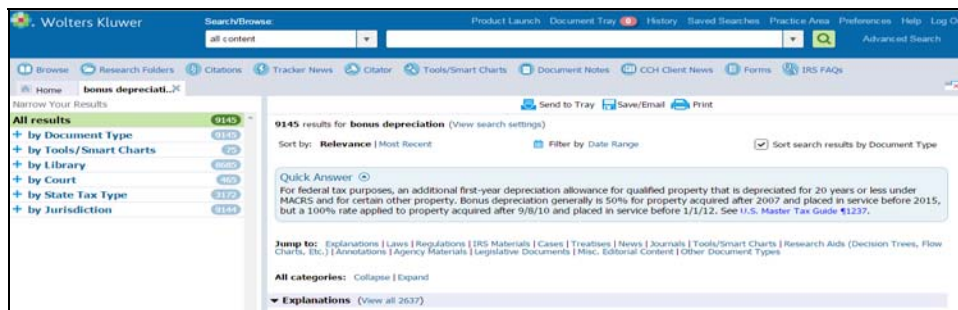 Wolters Kluwer
Search/Browse:
Product Launch Document Tray 0 History Saved Searches Practice Area Preferences Help Log O
all content
Advanced Search
Browse Research Folders Citations Tracker News Citator Tools/Smart Charts Document Notes CCH Client News Forms IRS FAQs
Home bonus depreciati..
Narrow Your Results
Send to Tray Save/Email Print
All results 9145
+ by Document Type 9145
+ by Tools/Smart Charts 75
+ by Library 8685
+ by Court 465
+ by State Tax Type 3172
+ by Jurisdiction 9144
9145 results for bonus depreciation (View search settings)
Sort by: Relevance | Most Recent Filter by Date Range Sort search results by Document Type
Quick Answer
For federal tax purposes, an additional first-year depreciation allowance for qualified property that is depreciated for 20 years or less under
MACRS and for certain other property. Bonus depreciation generally is 50% for property acquired after 2007 and placed in service before 2015,
but a 100% rate applied to property acquired after 9/8/10 and placed in service before 1/1/12. See U.S. Master Tax Guide ¶1237.
Jump to: Explanations | Laws | Regulations | IRS Materials | Cases | Treatises | News | Journals | Tools/Smart Charts | Research Aids (Decision Trees, Flow
Charts, Etc.) | Annotations | Agency Materials | Legislative Documents | Misc. Editorial Content | Other Document Types
All categories: Collapse | Expand
Explanations (View all 2637)